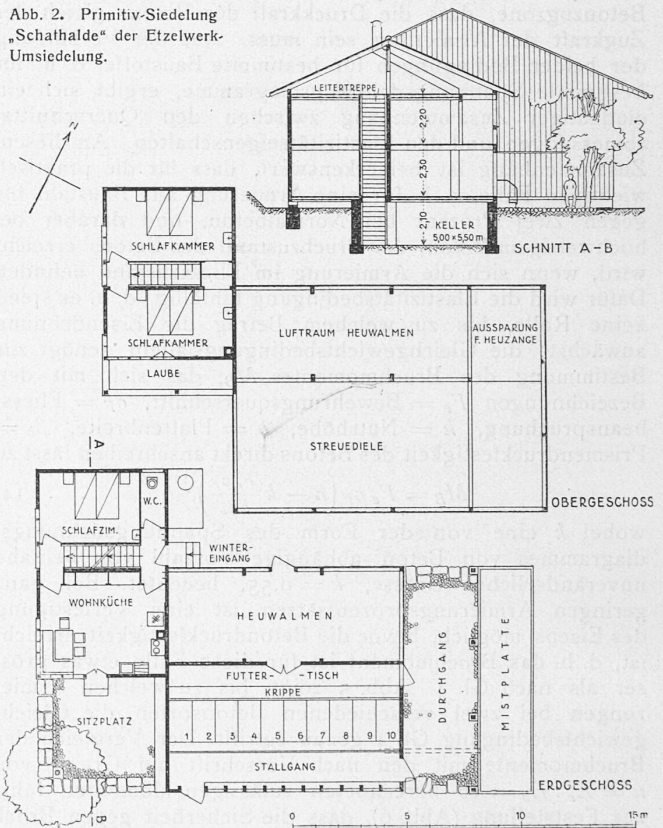 Abb. 2. Primitiv-Siedelung
„Schathalde" der Etzelwerk-
Umsiedelung.
LEITERTREPPE
2,20
2,35
2,10
KELLER
5,00 x 5,50 m
SCHNITT A-B
SCHLAFKAMMER
SCHLAFKAMMER
LAUBE
LUFTRAUM HEUWALMEN
AUSSPARUNG
F. HEUZANGE
STREUEDIELE
OBERGESCHOSS
A
SCHLAFZIM.
W.C.
WINTER-
EINGANG
WOHNKÜCHE
SITZPLATZ
HEUWALMEN
FUTTER- -TISCH
KRIPPE
1 2 3 4 5 6 7 8 9 10
STALLGANG
DURCHGANG
MISTPLATTE
ERDGESCHOSS
B
0 5 10 15 m